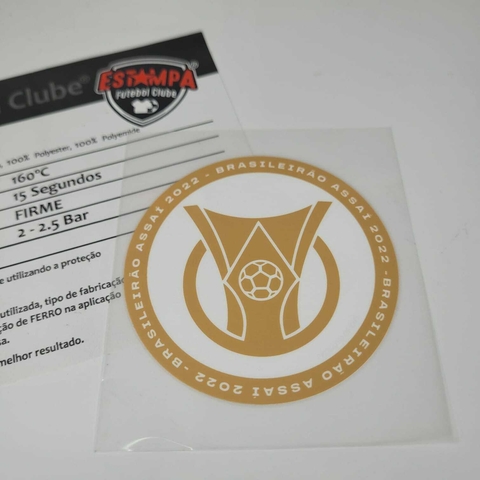 Clube®
ESTAMPA
Futebol Clube
100% Polyester, 100% Polyamide
160°C
15 Segundos
FIRME
2 - 2.5 Bar
e utilizando a proteção
utilizada, tipo de fabricação
ção de FERRO na aplicação
sa.
melhor resultado.
BRASILEIRÃO ASSAÍ 2022 - BRASILEIRÃO ASSAÍ 2022 - BRASILEIRÃO ASSAÍ 2022 -